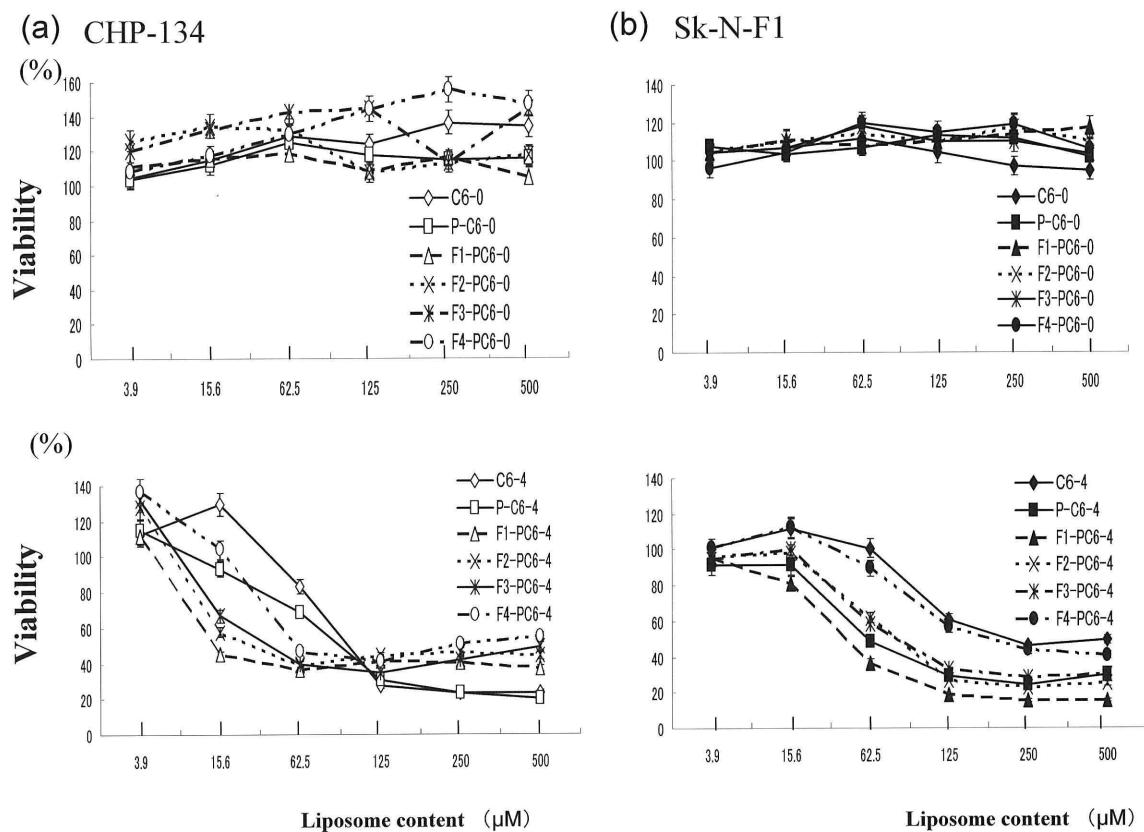 (a) CHP-134
(b) Sk-N-F1
(%)
Viability
160
140
120
100
80
60
40
20
0
3.9 15.6 62.5 125 250 500
C6-0
P-C6-0
F1-PC6-0
F2-PC6-0
F3-PC6-0
F4-PC6-0
140
120
100
80
60
40
20
0
3.9 15.6 62.5 125 250 500
C6-0
P-C6-0
F1-PC6-0
F2-PC6-0
F3-PC6-0
F4-PC6-0
(%)
Viability
140
120
100
80
60
40
20
0
3.9 15.6 62.5 125 250 500
C6-4
P-C6-4
F1-PC6-4
F2-PC6-4
F3-PC6-4
F4-PC6-4
Liposome content (μM)
140
120
100
80
60
40
20
0
3.9 15.6 62.5 125 250 500
C6-4
P-C6-4
F1-PC6-4
F2-PC6-4
F3-PC6-4
F4-PC6-4
Liposome content (μM)